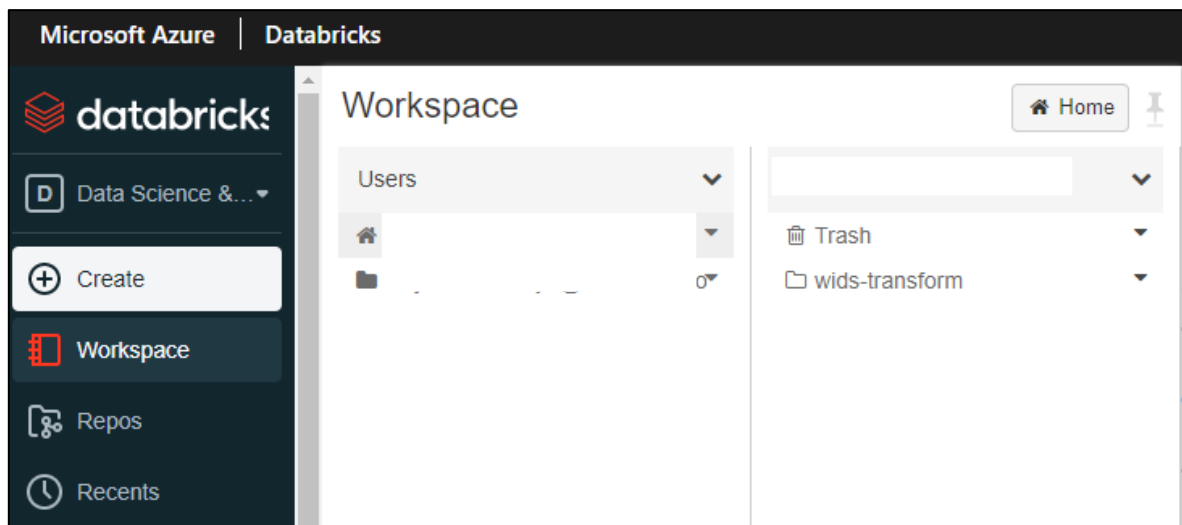 Microsoft Azure | Databricks
databricks
D Data Science &...
Create
Workspace
Repos
Recents
Workspace
Home
Users
Trash
wids-transform